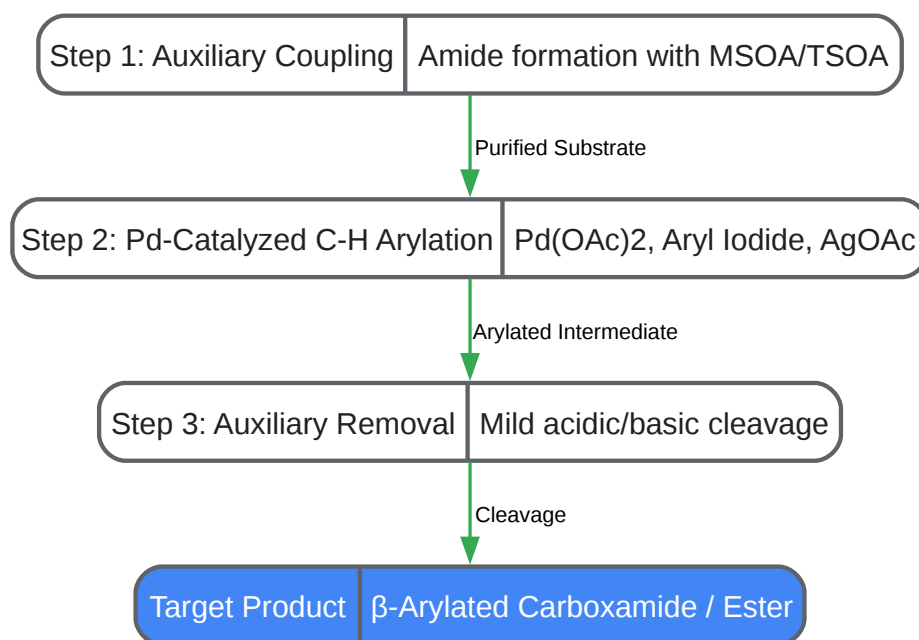 Step 1: Auxiliary Coupling Amide formation with MSOA/TSOA
Purified Substrate
Step 2: Pd-Catalyzed C-H Arylation Pd(OAc)2, Aryl Iodide, AgOAc
Arylated Intermediate
Step 3: Auxiliary Removal Mild acidic/basic cleavage
Cleavage
Target Product β-Arylated Carboxamide / Ester